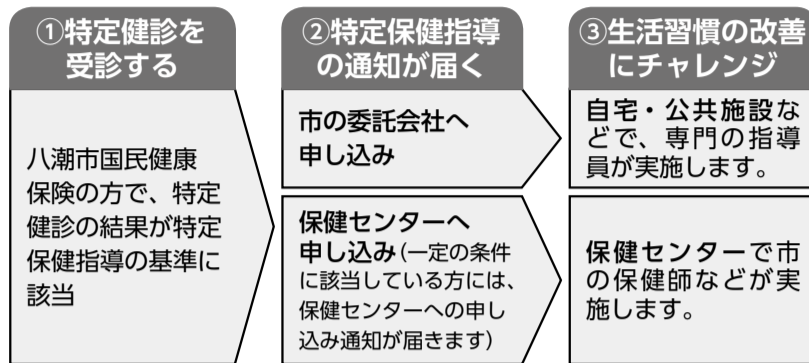 ①特定健診を
受診する
八潮市国民健康
保険の方で、特定
健診の結果が特定
保健指導の基準に
該当
②特定保健指導
の通知が届く
市の委託会社へ
申し込み
保健センターへ
申し込み(一定の条件
に該当している方には、
保健センターへの申し
込み通知が届きます)
③生活習慣の改善
にチャレンジ
自宅・公共施設な
どで、専門の指導
員が実施します。
保健センターで市
の保健師などが実
施します。